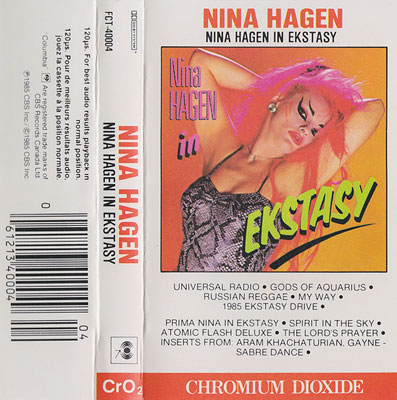 NINA HAGEN
NINA HAGEN IN EKSTASY
Nina
HAGEN
in
EKSTASY
UNIVERSAL RADIO • GODS OF AQUARIUS •
RUSSIAN REGGAE • MY WAY •
1985 EKSTASY DRIVE •
PRIMA NINA IN EKSTASY • SPIRIT IN THE SKY •
ATOMIC FLASH DELUXE • THE LORD'S PRAYER •
INSERTS FROM: ARAM KHACHATURIAN, GAYNE -
SABRE DANCE •
CHROMIUM DIOXIDE
FCT-40004
DOLBY SYSTEM
NINA HAGEN
NINA HAGEN IN EKSTASY
CrO2
120µs. For best audio results playback in
normal position.
120µs. Pour de meilleurs résultats audio,
jouez la cassette à la position normale.
"Columbia", are registered trade marks of
CBS Records Canada Ltd
℗1985 CBS Inc. ©1985 CBS Inc.
0
61213 40004
04